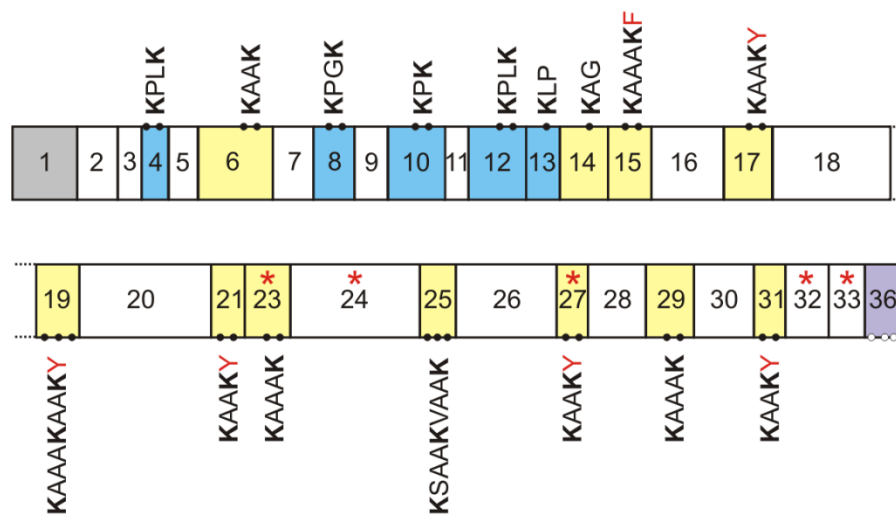 KPLK KAAK KPGK KPK KPLK KLP KAG KAAAKF KAAKY
1 2 3 4 5 6 7 8 9 10 11 12 13 14 15 16 17 18
* * * * *
19 20 21 23 24 25 26 27 28 29 30 31 32 33 36
KAAAKAAKY KAAKY KAAAK KSAAKVAAK KAAKY KAAAK KAAKY